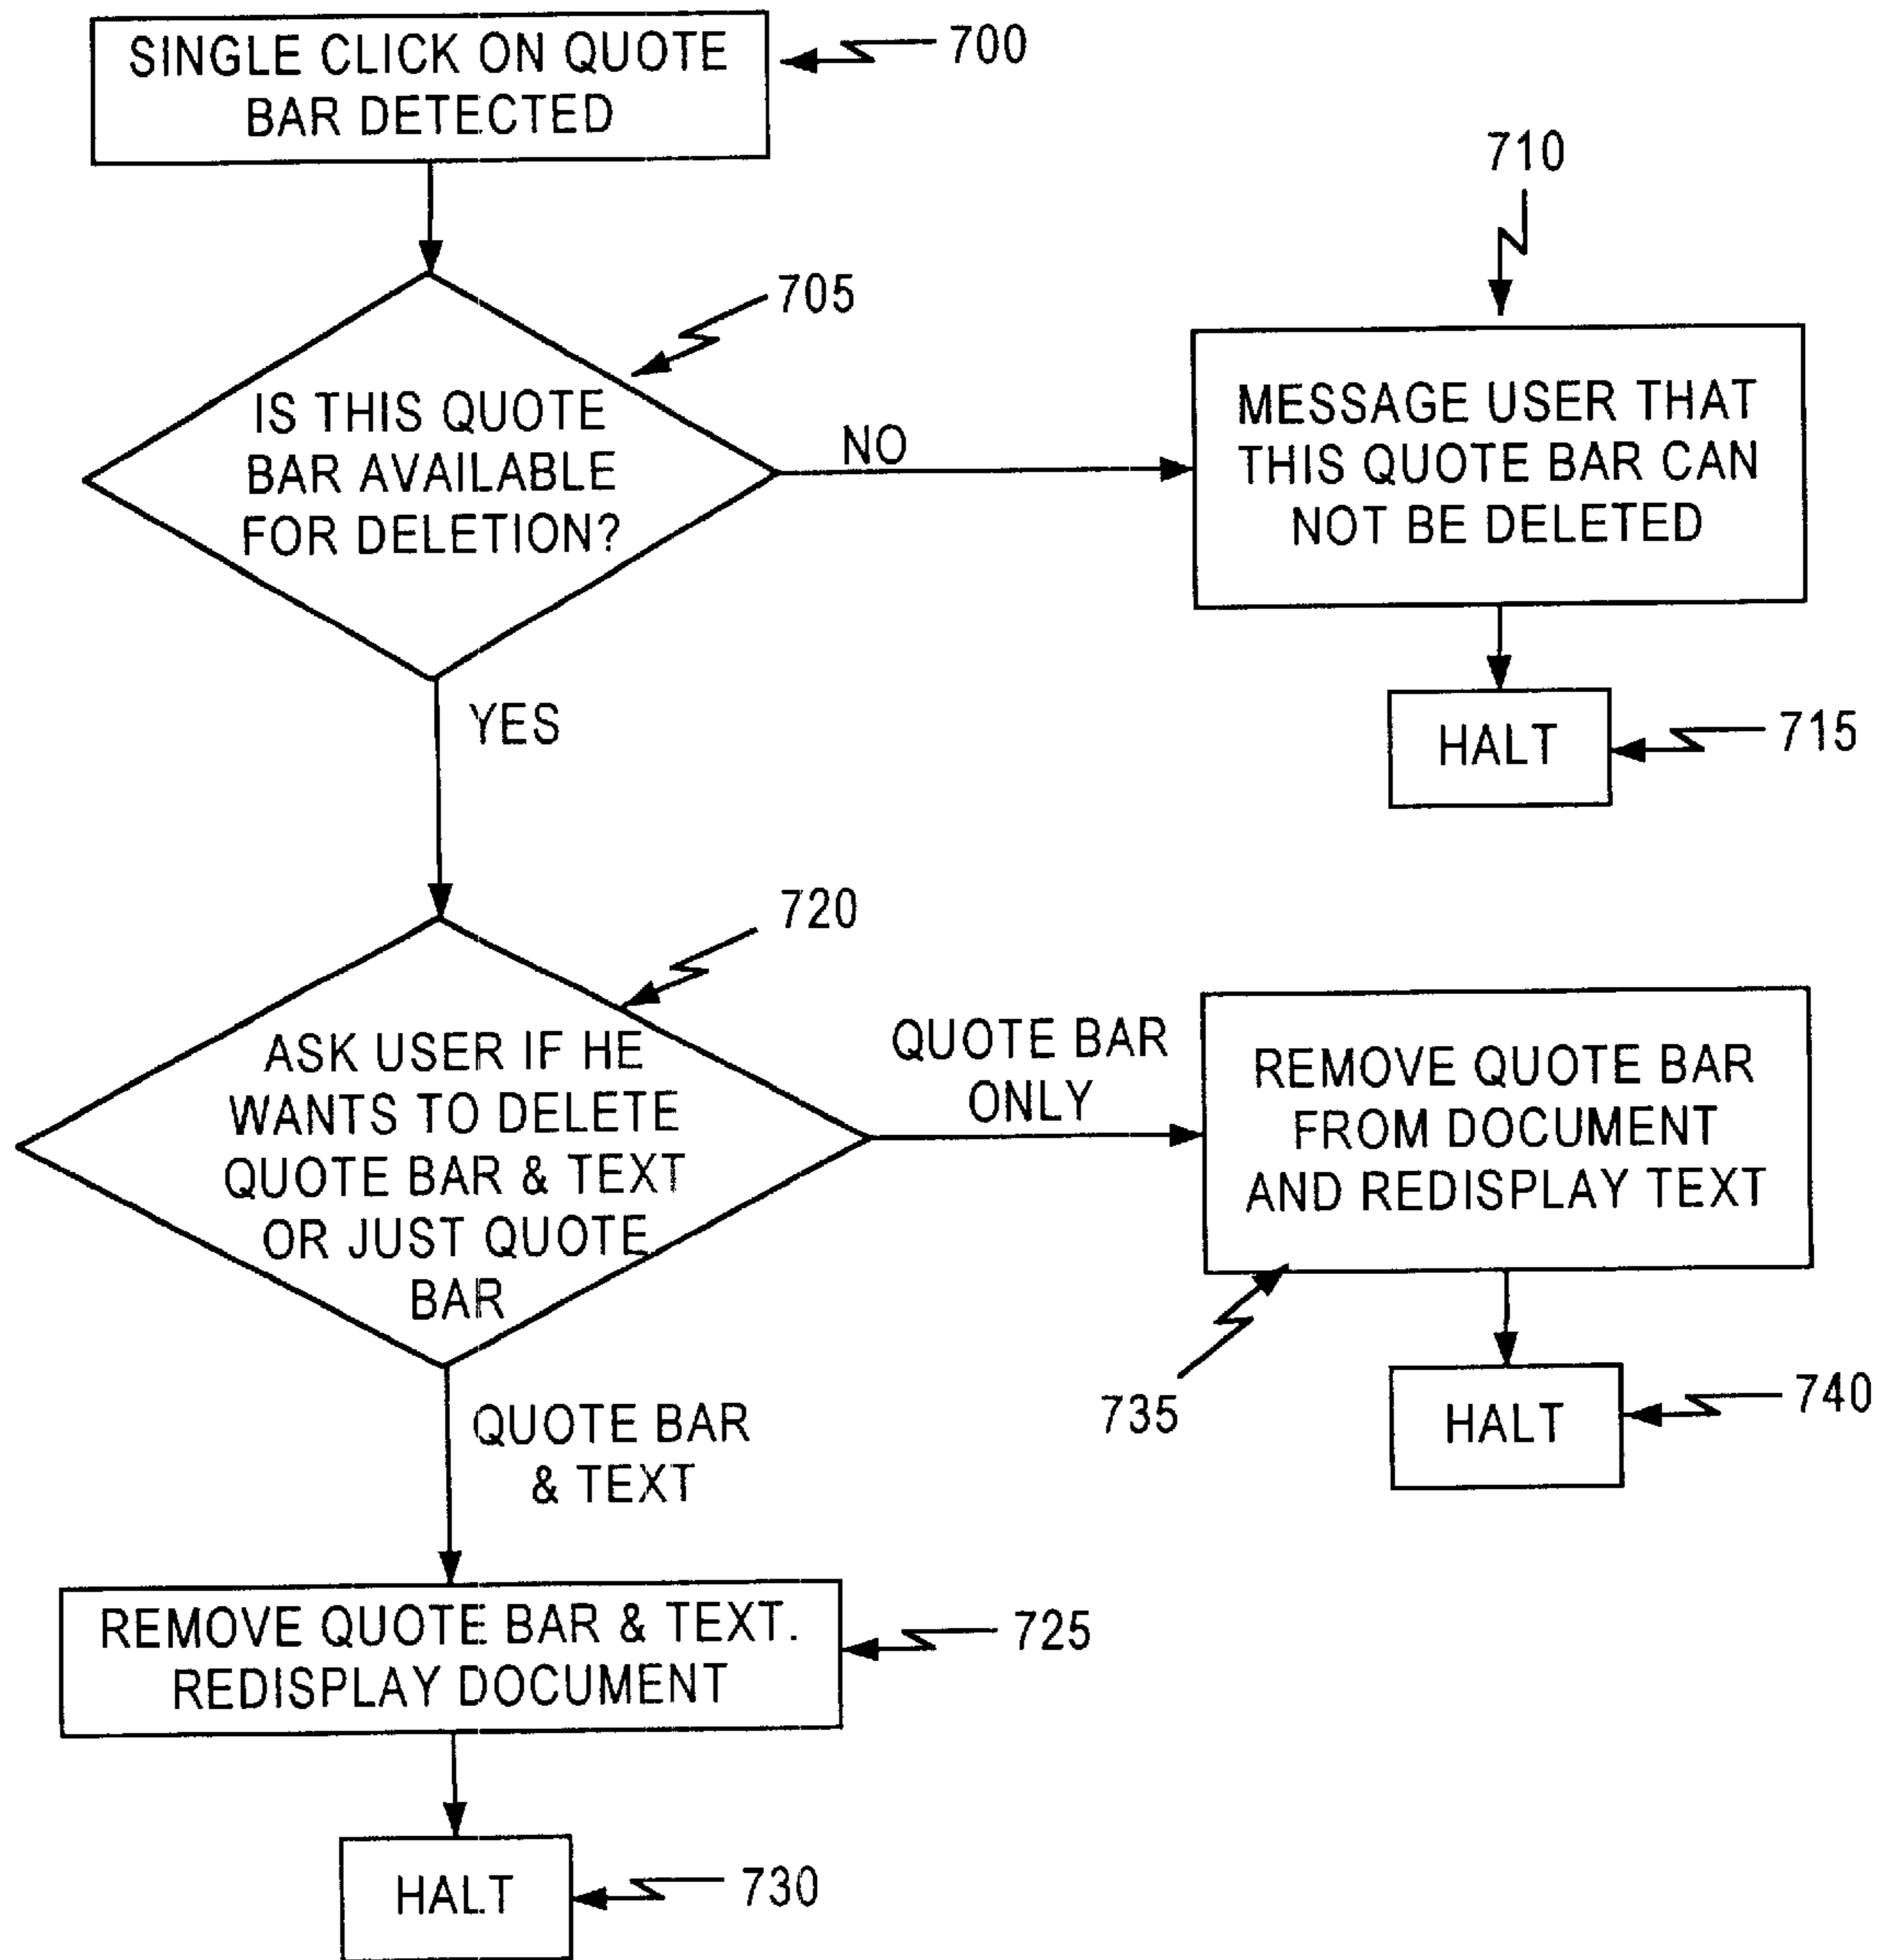 SINGLE CLICK ON QUOTE
BAR DETECTED
700
710
705
IS THIS QUOTE
BAR AVAILABLE
FOR DELETION?
NO
MESSAGE USER THAT
THIS QUOTE BAR CAN
NOT BE DELETED
YES
HALT
715
720
ASK USER IF HE
WANTS TO DELETE
QUOTE BAR & TEXT
OR JUST QUOTE
BAR
QUOTE BAR
ONLY
REMOVE QUOTE BAR
FROM DOCUMENT
AND REDISPLAY TEXT
735
HALT
740
QUOTE BAR
& TEXT
REMOVE QUOTE BAR & TEXT.
REDISPLAY DOCUMENT
725
HALT
730